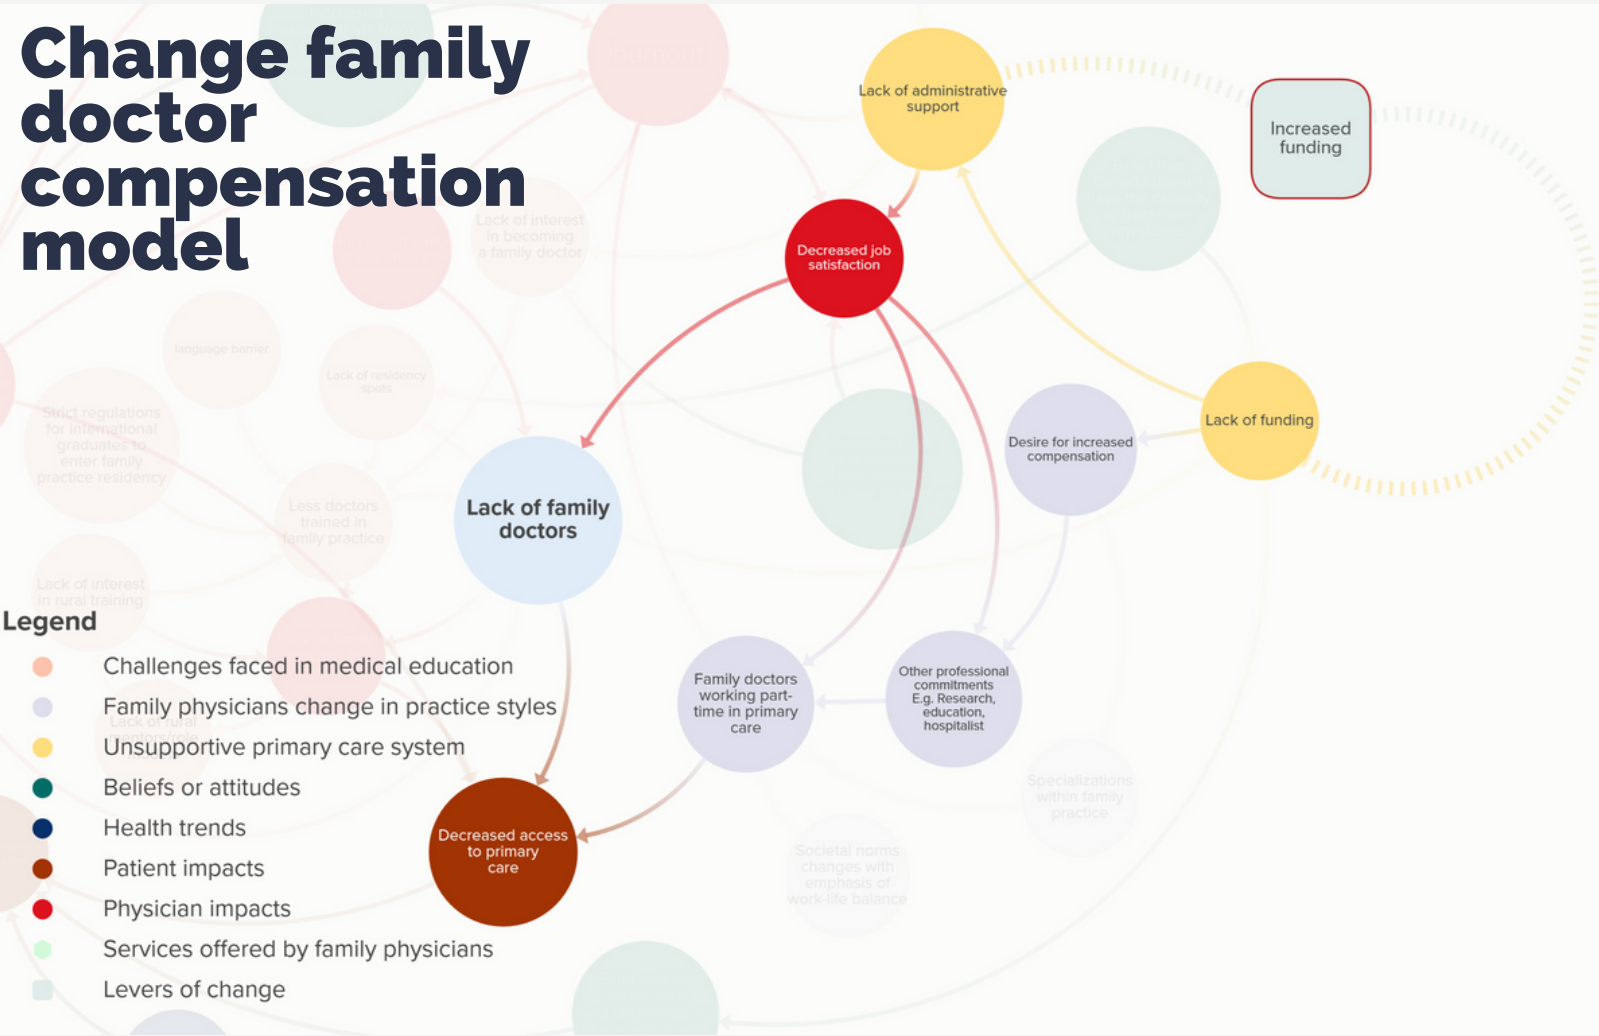 Change family
doctor
compensation
model
Lack of administrative
support
Increased
funding
Lack of interest
in becoming
a family doctor
Decreased job
satisfaction
language barrier
Lack of residency
spots
Strict regulations
for international
graduates to
enter family
practice residency
Lack of funding
Desire for increased
compensation
Less doctors
trained in
family practice
Lack of family
doctors
Lack of interest
in rural training
Family doctors
working part-
time in primary
care
Other professional
commitments
E.g. Research,
education,
hospitalist
Specializations
within family
practice
Societal norms
changes with
emphasis of
work-life balance
Decreased access
to primary
care
Lack of rural
mentors/role
Legend
Challenges faced in medical education
Family physicians change in practice styles
Unsupportive primary care system
Beliefs or attitudes
Health trends
Patient impacts
Physician impacts
Services offered by family physicians
Levers of change